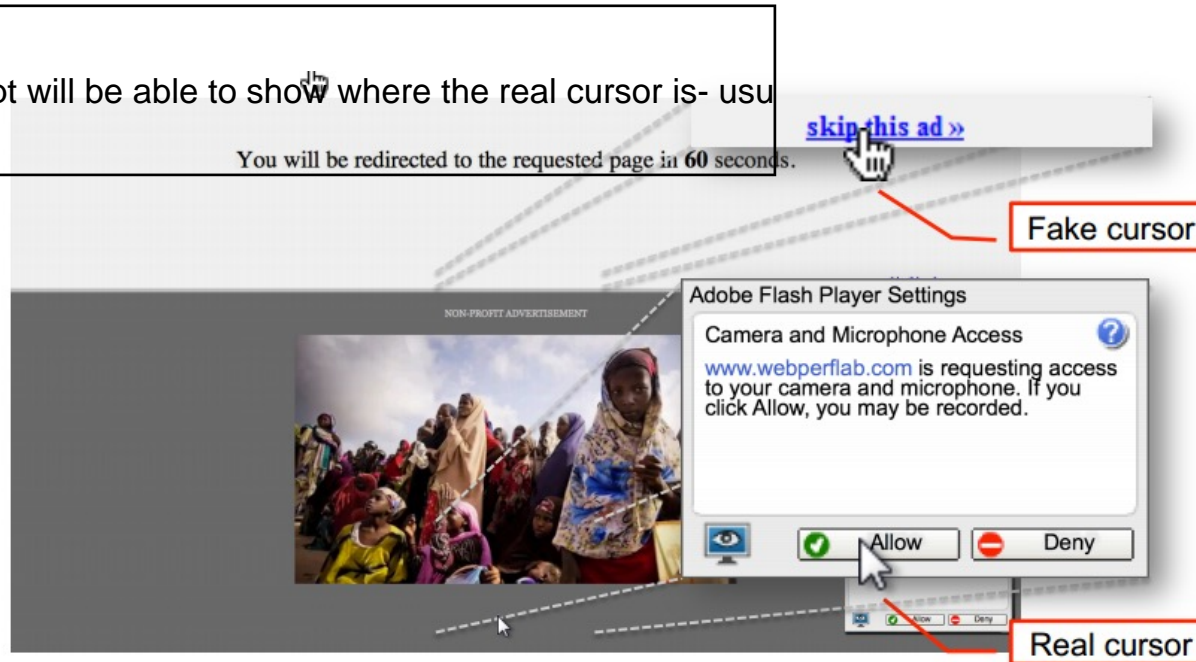 ot will be able to show where the real cursor is- usu
skip this ad »
You will be redirected to the requested page in 60 seconds.
Fake cursor
Adobe Flash Player Settings
NON-PROFIT ADVERTISEMENT
Camera and Microphone Access
www.webperflab.com is requesting access
to your camera and microphone. If you
click Allow, you may be recorded.
Allow
Deny
Allow
Deny
Real cursor